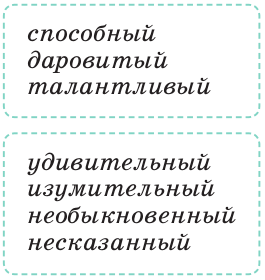 способный
даровитый
талантливый
удивительный
изумительный
необыкновенный
несказанный